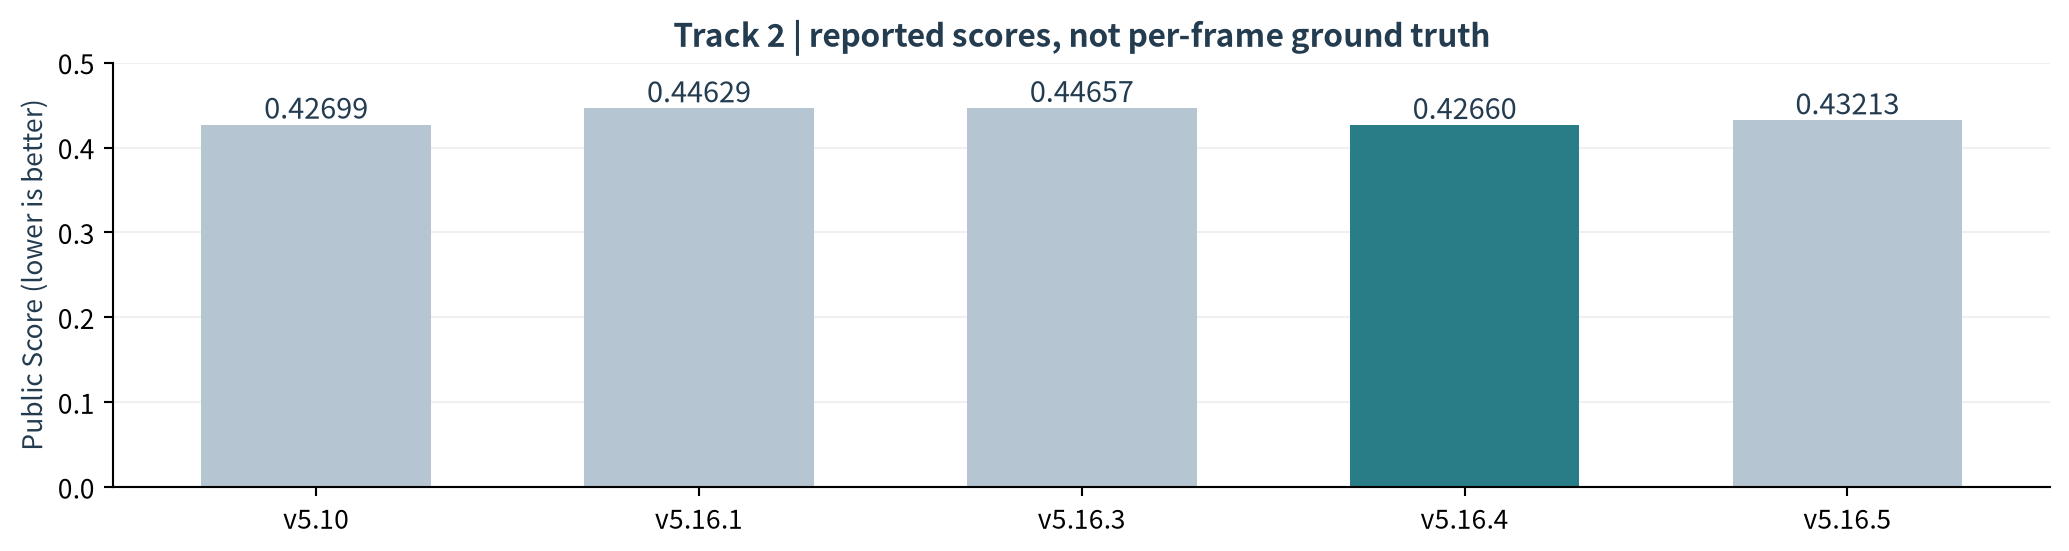 Track 2 | reported scores, not per-frame ground truth
Public Score (lower is better)
0.5
0.4
0.3
0.2
0.1
0.0
0.42699
0.44629
0.44657
0.42660
0.43213
v5.10
v5.16.1
v5.16.3
v5.16.4
v5.16.5